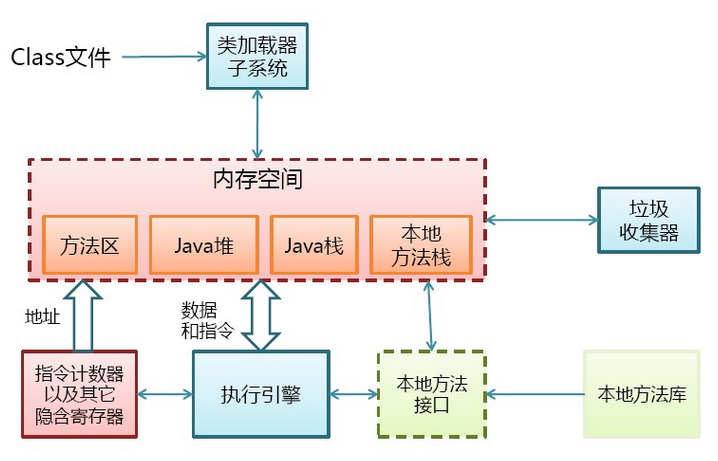 Class文件
类加载器
子系统
内存空间
方法区
Java堆
Java栈
本地
方法栈
垃圾
收集器
地址
数据
和指令
指令计数器
以及其它
隐含寄存器
执行引擎
本地方法
接口
本地方法库